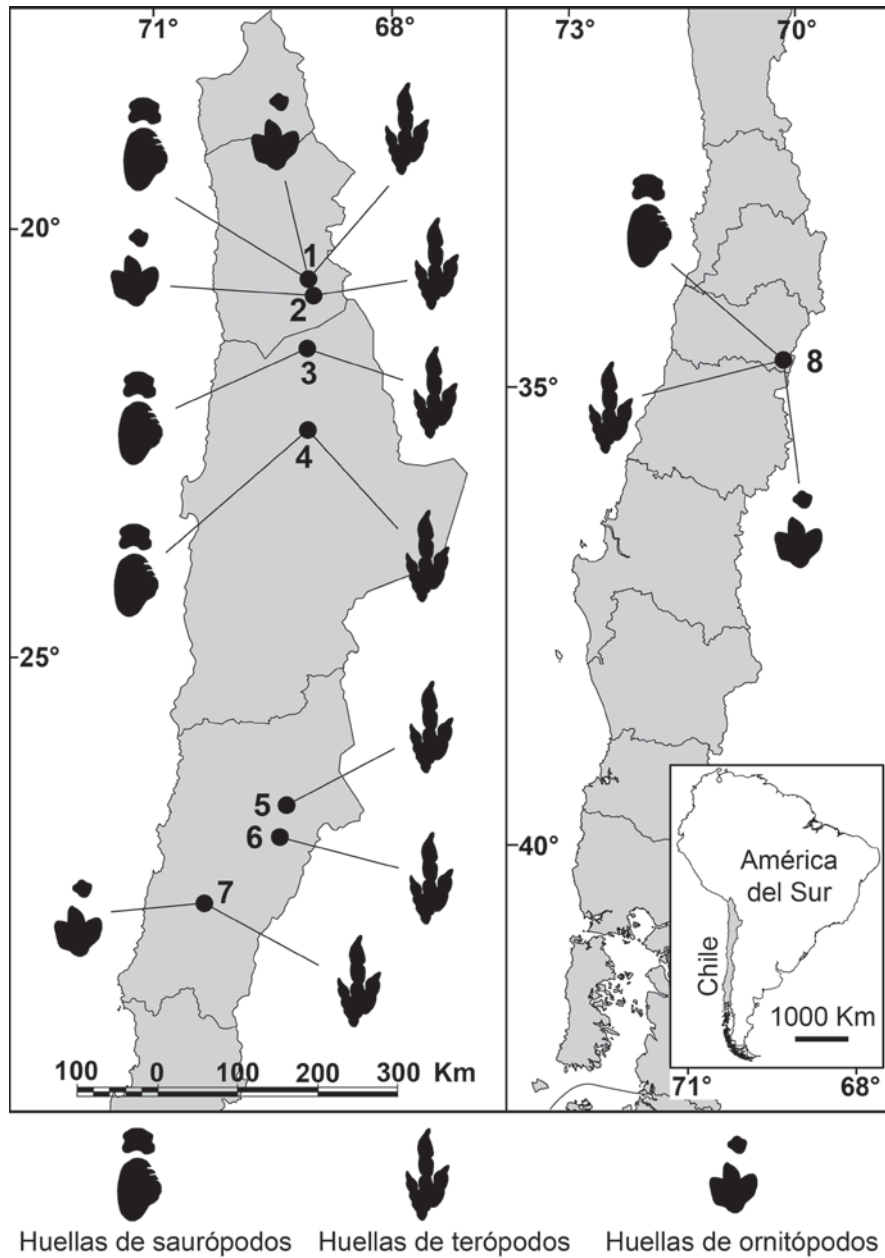 71° 68°
73° 70°
20°
1
2
3
4
25°
5
6
7
100 0 100 200 300 Km
35°
8
40°
América
del Sur
Chile
1000 Km
71° 68°
Huellas de saurópodos Huellas de terópodos Huellas de ornitópodos